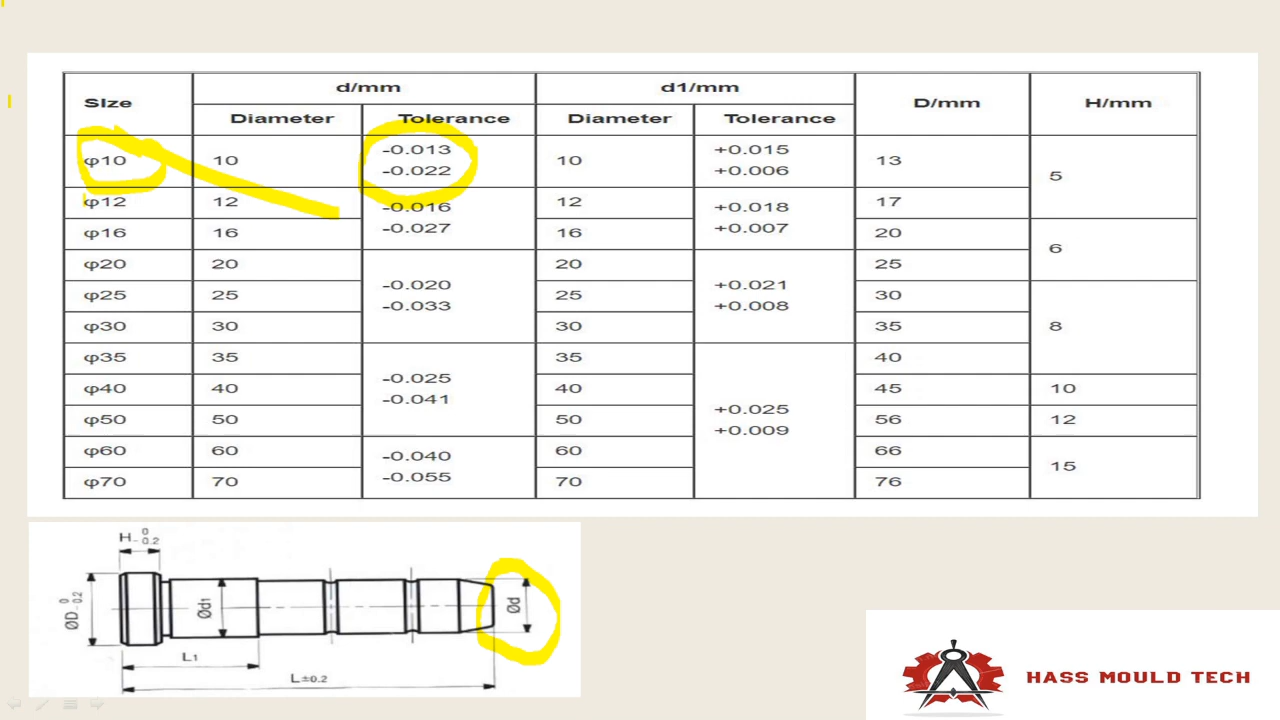 SIze d/mm d1/mm D/mm H/mm
Diameter Tolerance Diameter Tolerance
φ10 10 -0.013 -0.022 10 +0.015 +0.006 13 5
φ12 12 -0.016 -0.027 12 +0.018 +0.007 17
φ16 16 16 20 6
φ20 20 -0.020 -0.033 20 +0.021 +0.008 25
φ25 25 25 30 8
φ30 30 30 35
φ35 35 -0.025 -0.041 35 +0.025 +0.009 40
φ40 40 40 45 10
φ50 50 50 56 12
φ60 60 -0.040 -0.055 60 66 15
φ70 70 70 76
H-0 0.2
ØD-0 0.2
Ød1
Ød
L1
L±0.2
HASS MOULD TECH